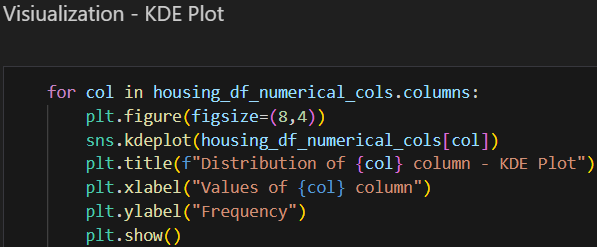 Visiualization - KDE Plot
for col in housing_df_numerical_cols.columns:
    plt.figure(figsize=(8,4))
    sns.kdeplot(housing_df_numerical_cols[col])
    plt.title(f"Distribution of {col} column - KDE Plot")
    plt.xlabel("Values of {col} column")
    plt.ylabel("Frequency")
    plt.show()